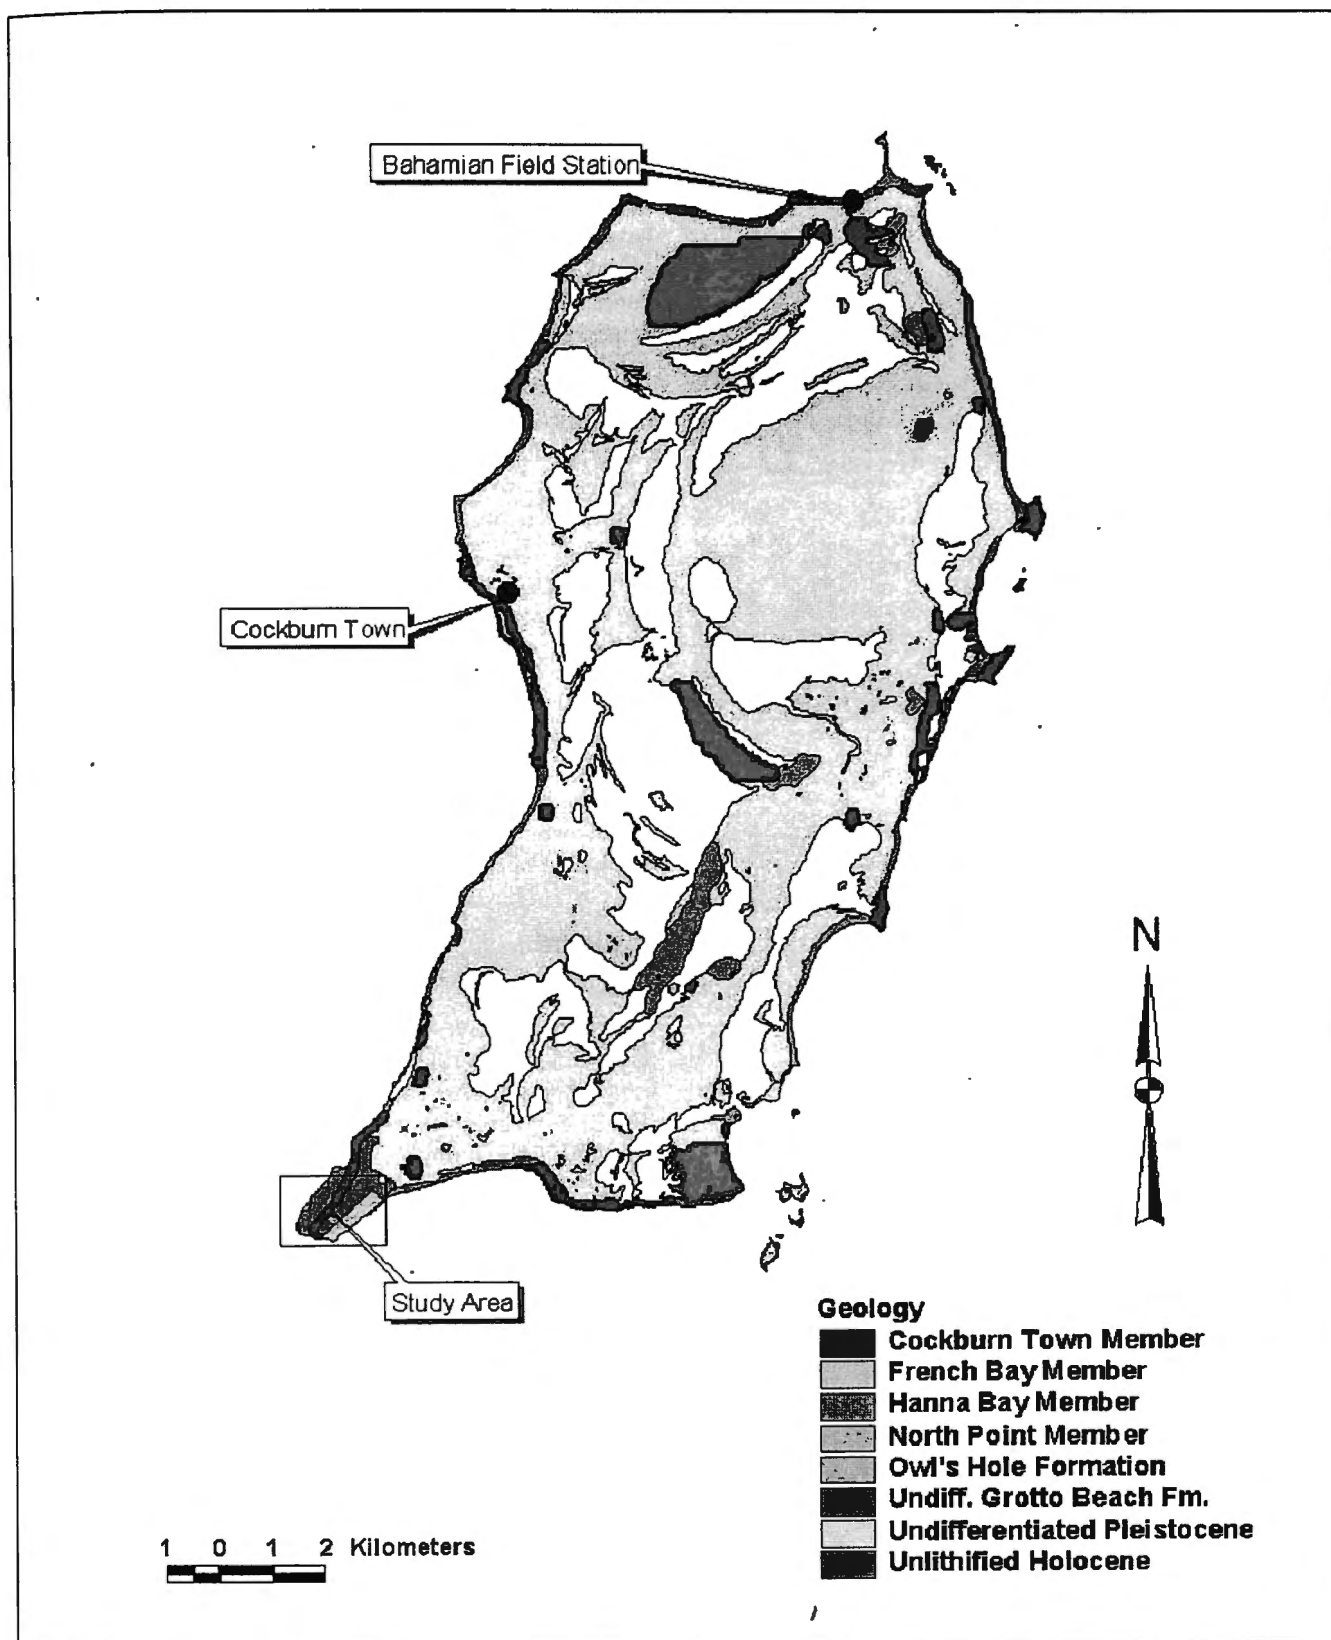 Bahamian Field Station
Cockburn Town
N
Study Area
Geology
Cockburn Town Member
French Bay Member
Hanna Bay Member
North Point Member
Owl's Hole Formation
Undiff. Grotto Beach Fm.
Undifferentiated Pleistocene
Unlithified Holocene
1 0 1 2 Kilometers